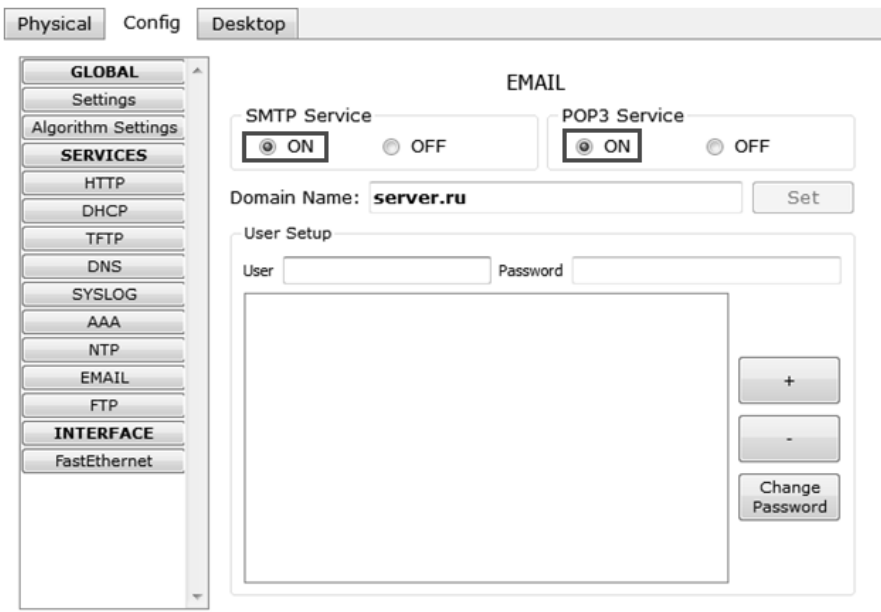 Physical Config Desktop
GLOBAL
Settings
Algorithm Settings
SERVICES
HTTP
DHCP
TFTP
DNS
SYSLOG
AAA
NTP
EMAIL
FTP
INTERFACE
FastEthernet
EMAIL
SMTP Service
ON OFF
POP3 Service
ON OFF
Domain Name: server.ru Set
User Setup
User Password
+
-
Change
Password